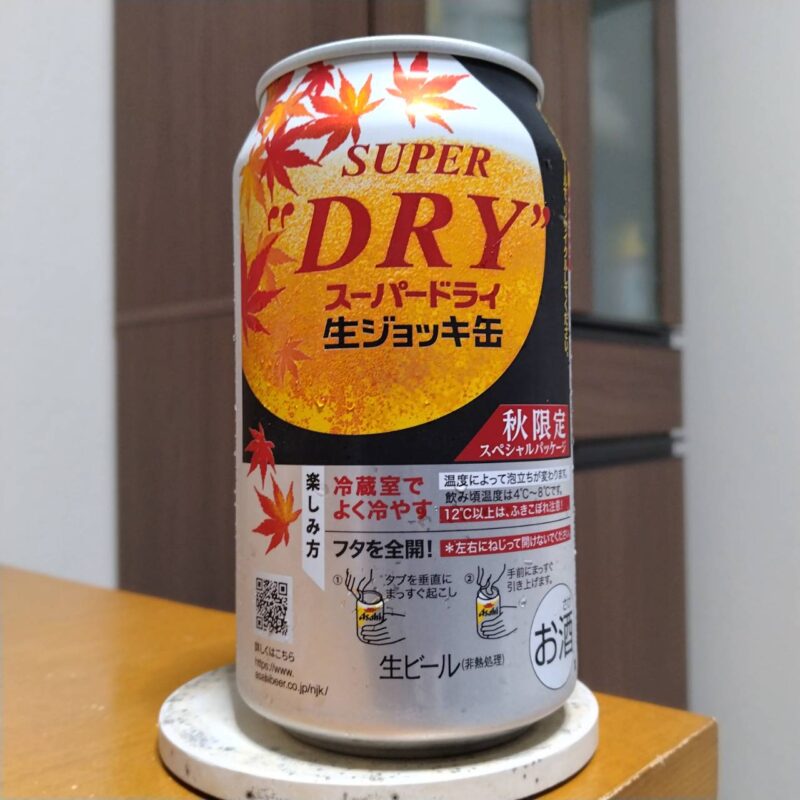 SUPER
"DRY"
スーパードライ
生ジョッキ缶
秋限定
スペシャルパッケージ
楽しみ方
冷蔵室で
よく冷やす
温度によって泡立ちが変わります。
飲み頃温度は4℃〜8℃です。
12℃以上は、ふきこぼれ注意!
フタを全開!
*左右にねじって開けないでください
① タブを垂直に
まっすぐ起こし
② 手前にまっすぐ
引き上げます。
Asahi
Asahi
お酒
生ビール(非熱処理)
詳しくはこちら
https://www.
asahibeer.co.jp/njk/